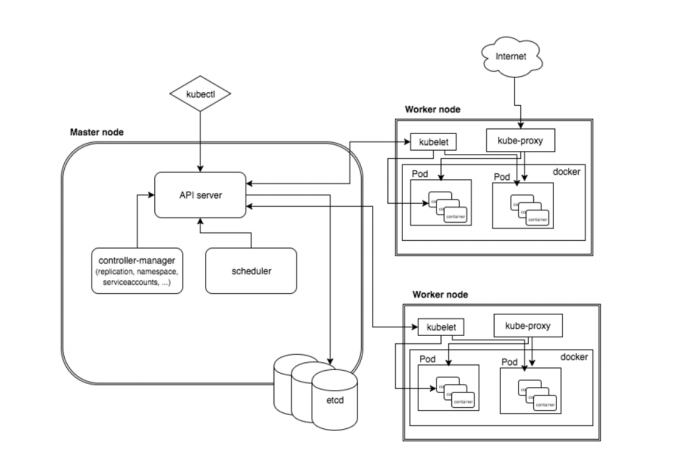 Internet
kubectl
Master node
API server
controller-manager
(replication, namespace,
serviceaccounts, ...)
scheduler
etcd
Worker node
kubelet
kube-proxy
docker
Pod
Pod
container
container
Worker node
kubelet
kube-proxy
docker
Pod
Pod
container
container